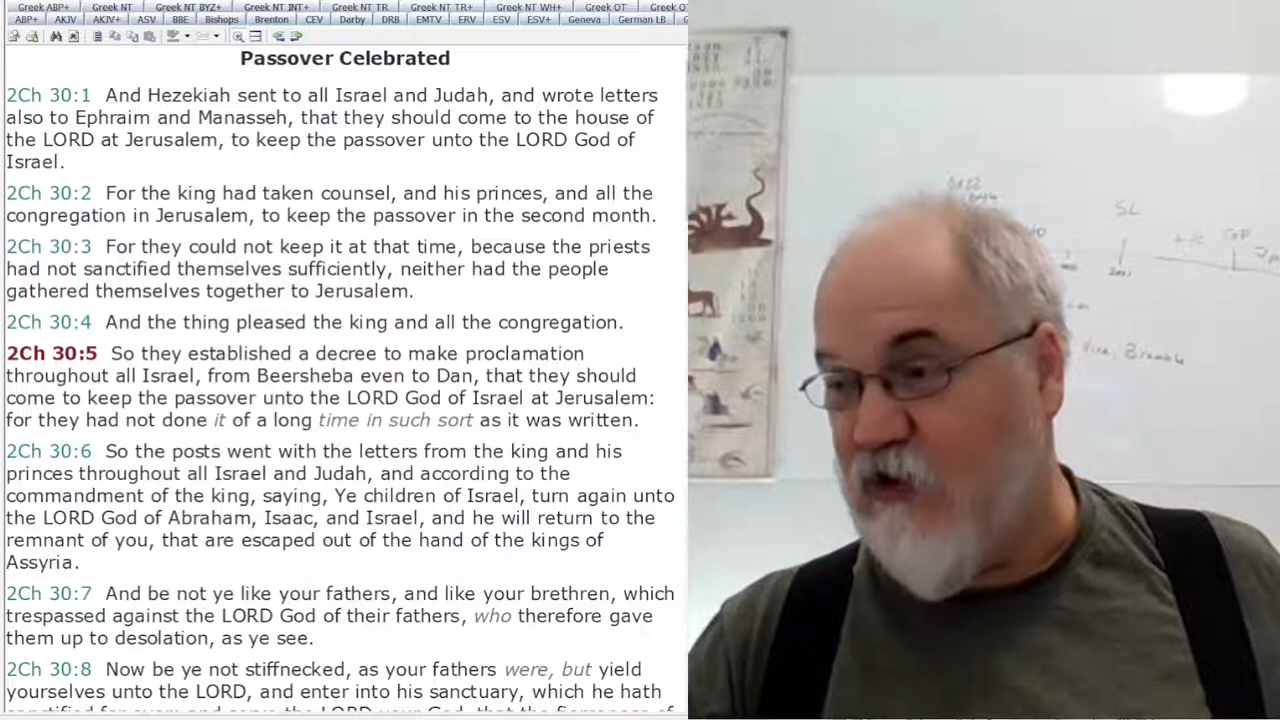 Greek ABP+ Greek NT Greek NT BYZ+ Greek NT INT+ Greek NT TR Greek NT TR+ Greek NT WH+ Greek OT
ABP+ AKJV AKJV+ ASV BBE Bishops Brenton CEV Darby DRB EMTV ERV ESV ESV+ Geneva German LB
Passover Celebrated
2Ch 30:1 And Hezekiah sent to all Israel and Judah, and wrote letters
also to Ephraim and Manasseh, that they should come to the house of
the LORD at Jerusalem, to keep the passover unto the LORD God of
Israel.
2Ch 30:2 For the king had taken counsel, and his princes, and all the
congregation in Jerusalem, to keep the passover in the second month.
2Ch 30:3 For they could not keep it at that time, because the priests
had not sanctified themselves sufficiently, neither had the people
gathered themselves together to Jerusalem.
2Ch 30:4 And the thing pleased the king and all the congregation.
2Ch 30:5 So they established a decree to make proclamation
throughout all Israel, from Beersheba even to Dan, that they should
come to keep the passover unto the LORD God of Israel at Jerusalem:
for they had not done it of a long time in such sort as it was written.
2Ch 30:6 So the posts went with the letters from the king and his
princes throughout all Israel and Judah, and according to the
commandment of the king, saying, Ye children of Israel, turn again unto
the LORD God of Abraham, Isaac, and Israel, and he will return to the
remnant of you, that are escaped out of the hand of the kings of
Assyria.
2Ch 30:7 And be not ye like your fathers, and like your brethren, which
trespassed against the LORD God of their fathers, who therefore gave
them up to desolation, as ye see.
2Ch 30:8 Now be ye not stiffnecked, as your fathers were, but yield
yourselves unto the LORD, and enter into his sanctuary, which he hath
SL
Vine, Bramble